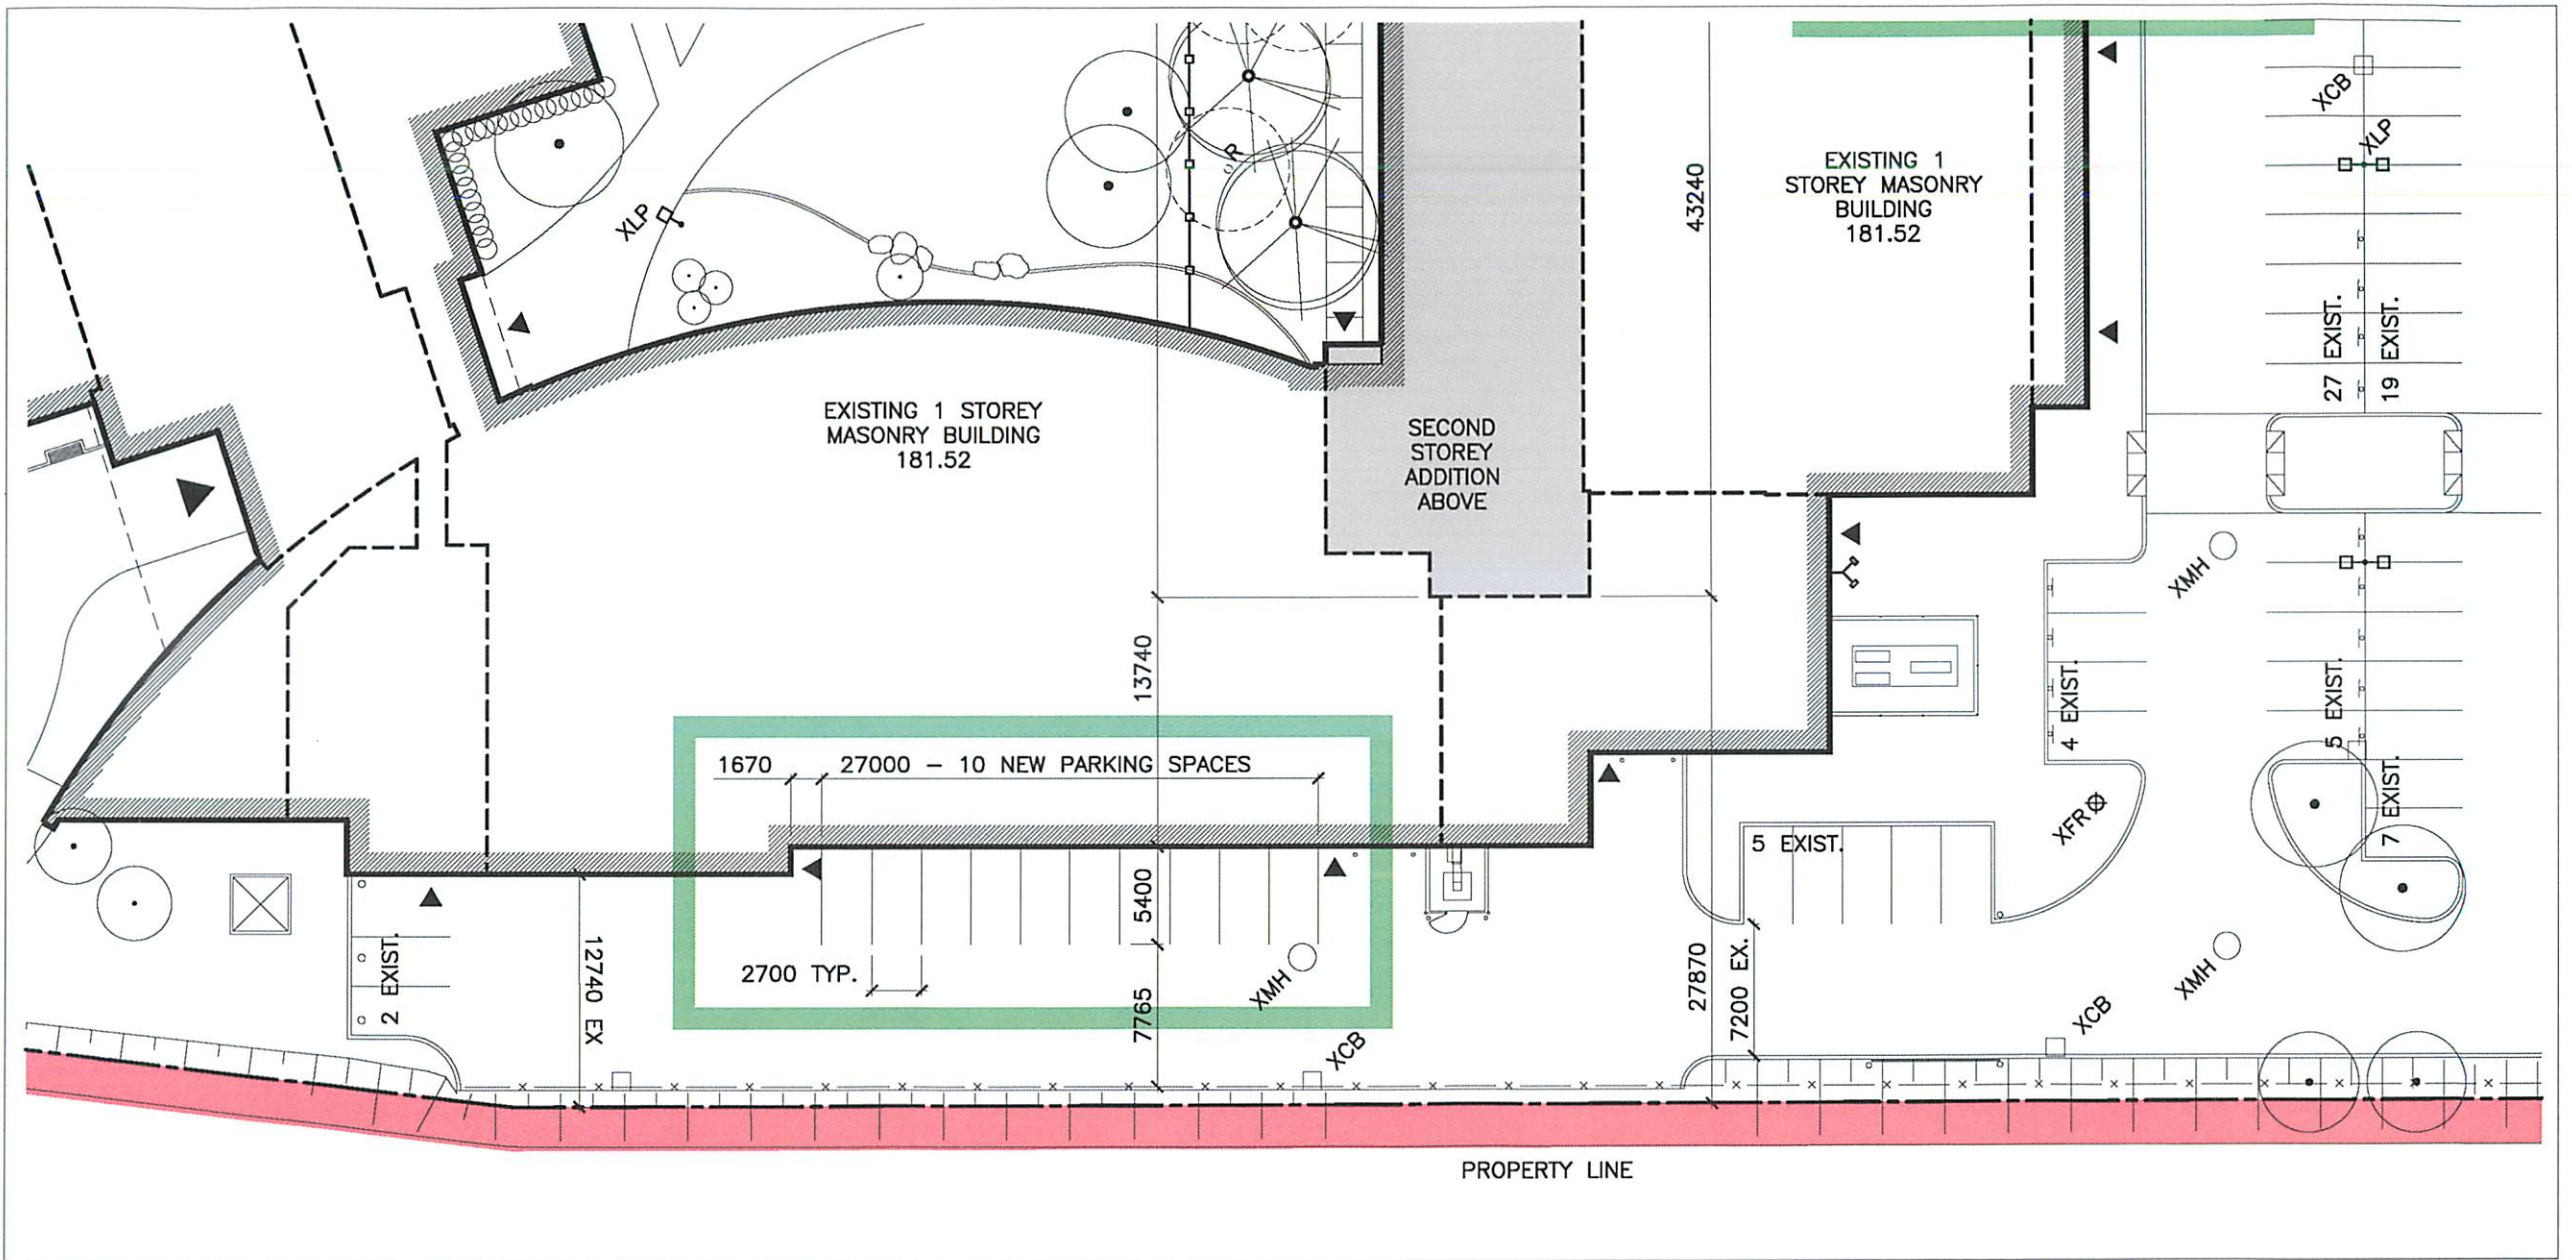 XCB
XLP
43240
EXISTING 1
STOREY MASONRY
BUILDING
181.52
R
XLP
27 EXIST.
19 EXIST.
EXISTING 1 STOREY
MASONRY BUILDING
181.52
SECOND
STOREY
ADDITION
ABOVE
XMH
13740
4 EXIST.
5 EXIST.
7 EXIST.
1670
27000 – 10 NEW PARKING SPACES
XFR
5 EXIST.
5400
2 EXIST.
12740 EX
2700 TYP.
XMH
7765
XCB
27870
7200 EX.
XMH
XCB
PROPERTY LINE